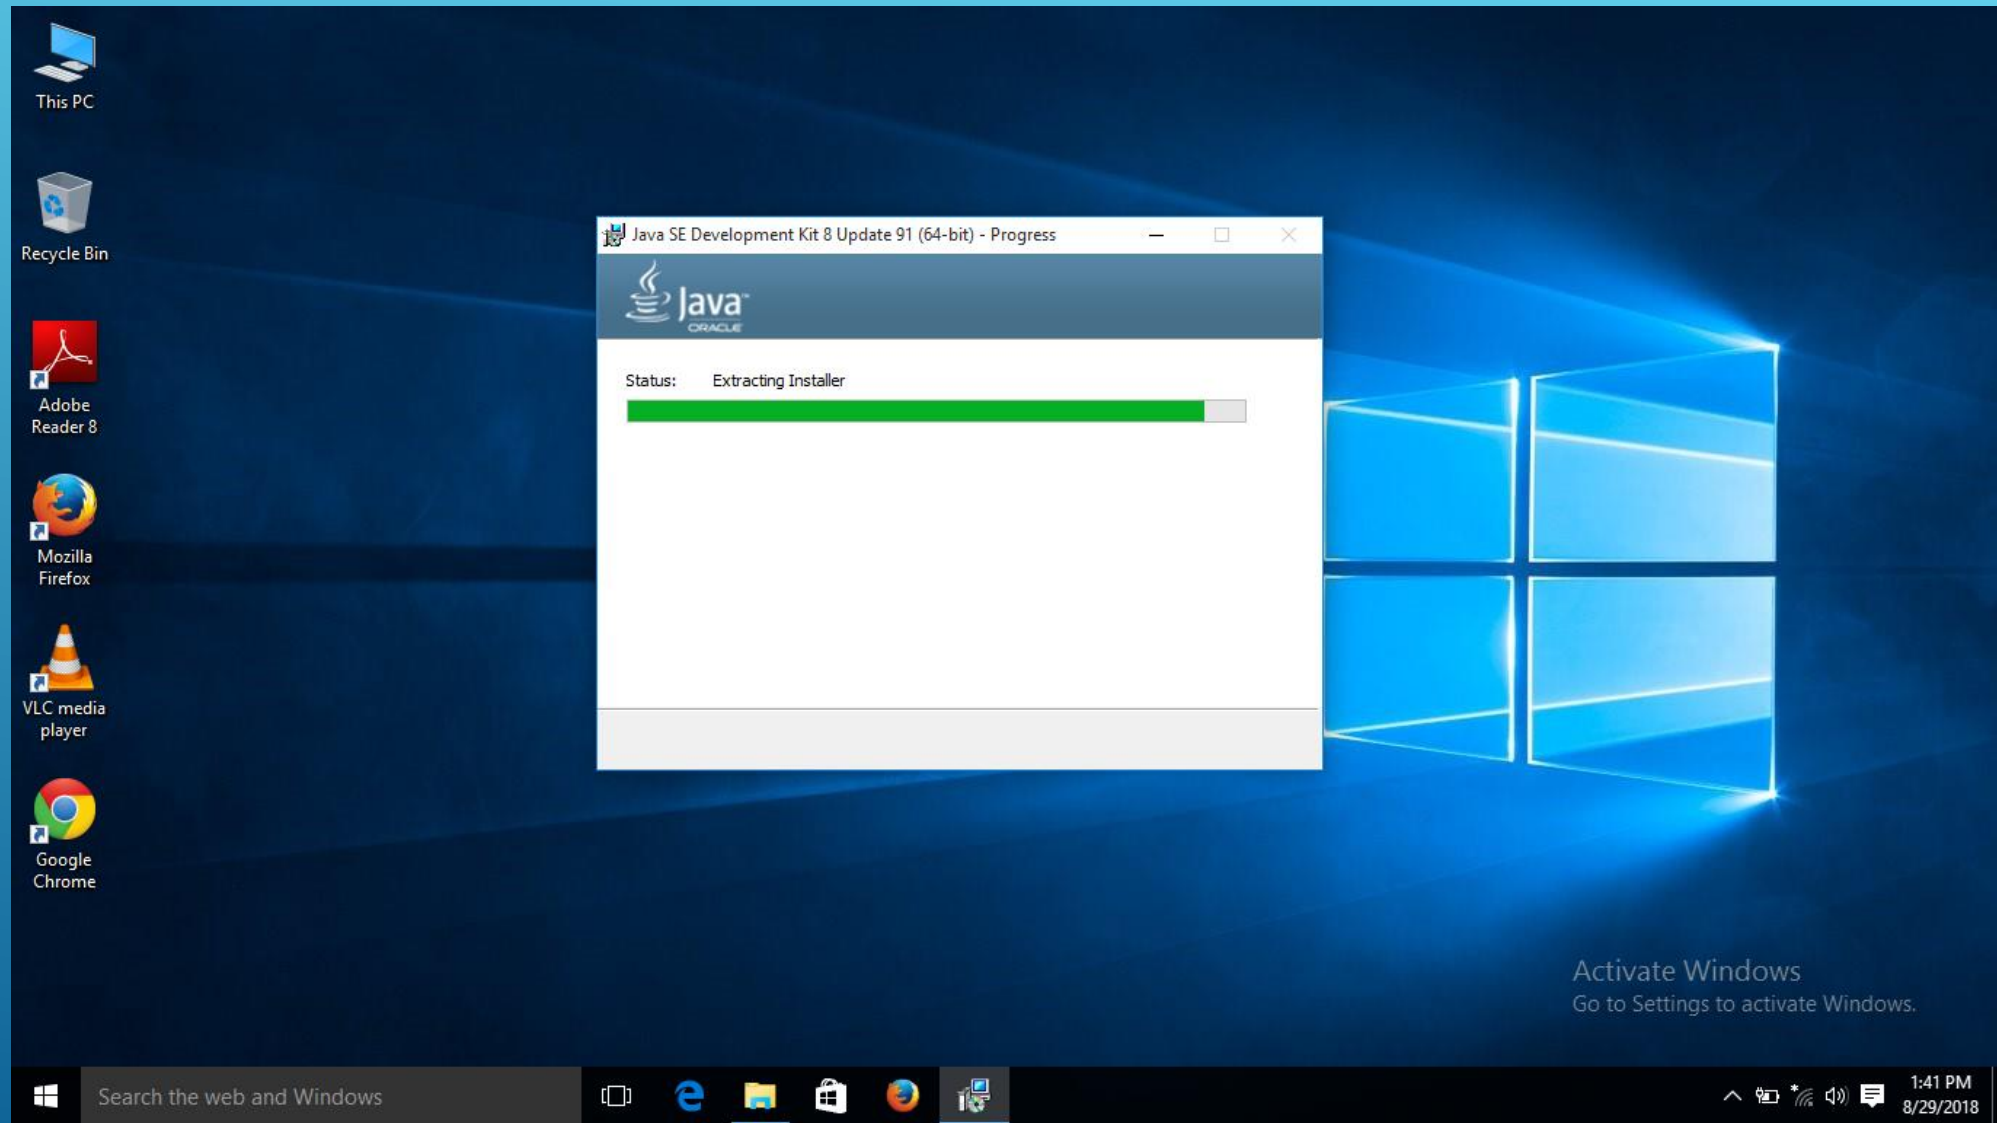 This PC
Recycle Bin
Adobe
Reader 8
Mozilla
Firefox
VLC media
player
Google
Chrome
Java SE Development Kit 8 Update 91 (64-bit) - Progress
Java™
ORACLE
Status: Extracting Installer
Activate Windows
Go to Settings to activate Windows.
Search the web and Windows
1:41 PM
8/29/2018